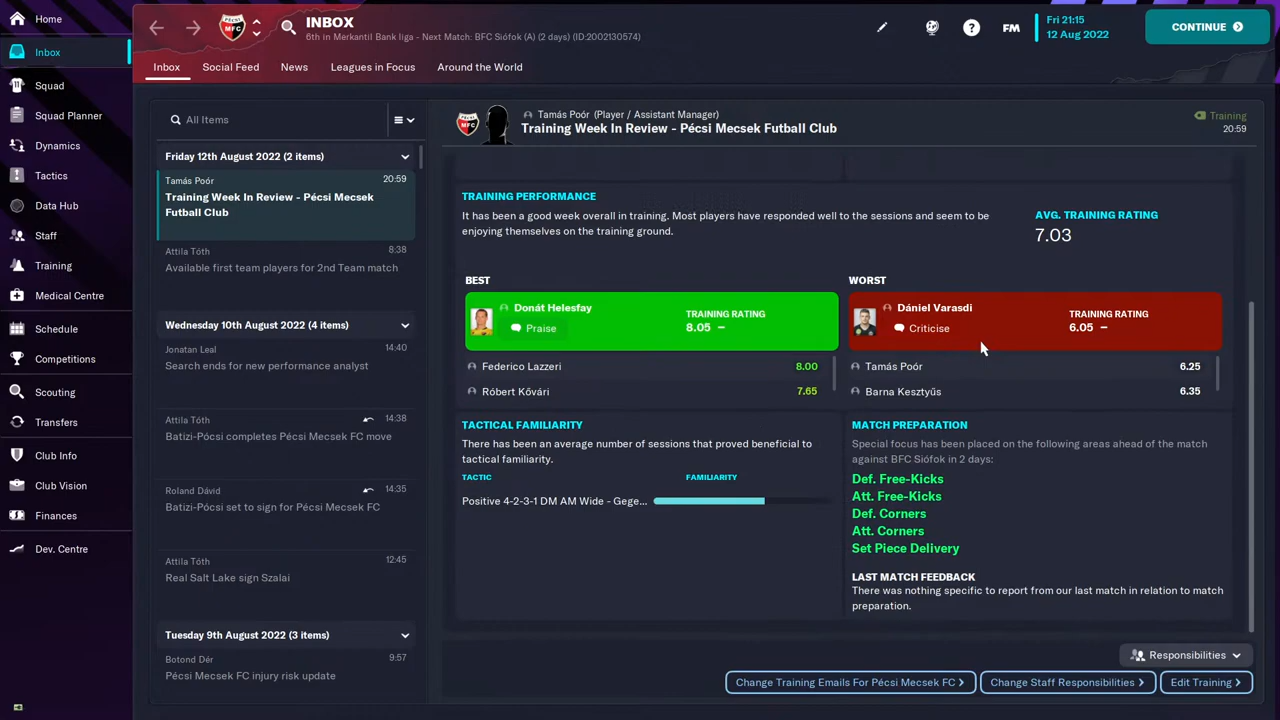 Home
Inbox
Squad
Squad Planner
Dynamics
Tactics
Data Hub
Staff
Training
Medical Centre
Schedule
Competitions
Scouting
Transfers
Club Info
Club Vision
Finances
Dev. Centre
PÉCSI
MFC
INBOX
6th in Merkantil Bank liga - Next Match: BFC Siófok (A) (2 days) (ID:2002130574)
FM
Fri 21:15
12 Aug 2022
CONTINUE
Inbox
Social Feed
News
Leagues in Focus
Around the World
All Items
Friday 12th August 2022 (2 items)
Tamás Poór 20:59
Training Week In Review - Pécsi Mecsek
Futball Club
Attila Tóth 8:38
Available first team players for 2nd Team match
Wednesday 10th August 2022 (4 items)
Jonatan Leal 14:40
Search ends for new performance analyst
Attila Tóth 14:38
Batizi-Pócsi completes Pécsi Mecsek FC move
Roland Dávid 14:35
Batizi-Pócsi set to sign for Pécsi Mecsek FC
Attila Tóth 12:45
Real Salt Lake sign Szalai
Tuesday 9th August 2022 (3 items)
Botond Dér 9:57
Pécsi Mecsek FC injury risk update
Tamás Poór (Player / Assistant Manager)
Training Week In Review - Pécsi Mecsek Futball Club
Training
20:59
TRAINING PERFORMANCE
It has been a good week overall in training. Most players have responded well to the sessions and seem to be
enjoying themselves on the training ground.
AVG. TRAINING RATING
7.03
BEST
Donát Helesfay
Praise
TRAINING RATING
8.05 –
Federico Lazzeri 8.00
Róbert Kővári 7.65
WORST
Dániel Varasdi
Criticise
TRAINING RATING
6.05 –
Tamás Poór 6.25
Barna Kesztyűs 6.35
TACTICAL FAMILIARITY
There has been an average number of sessions that proved beneficial to
tactical familiarity.
TACTIC FAMILIARITY
Positive 4-2-3-1 DM AM Wide - Gege...
MATCH PREPARATION
Special focus has been placed on the following areas ahead of the match
against BFC Siófok in 2 days:
Def. Free-Kicks
Att. Free-Kicks
Def. Corners
Att. Corners
Set Piece Delivery
LAST MATCH FEEDBACK
There was nothing specific to report from our last match in relation to match
preparation.
Responsibilities
Change Training Emails For Pécsi Mecsek FC >
Change Staff Responsibilities >
Edit Training >